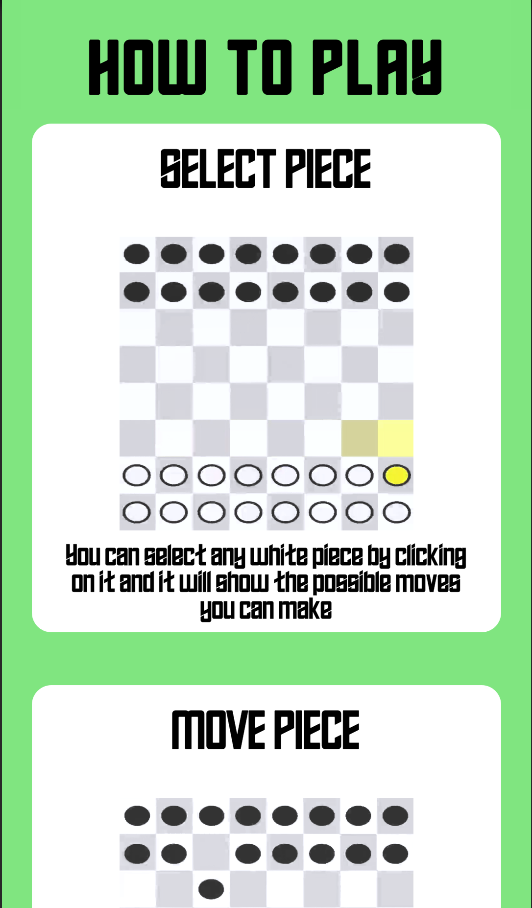 HOW TO PLAY
SELECT PIECE
You can select any white piece by clicking
on it and it will show the possible moves
you can make
MOVE PIECE